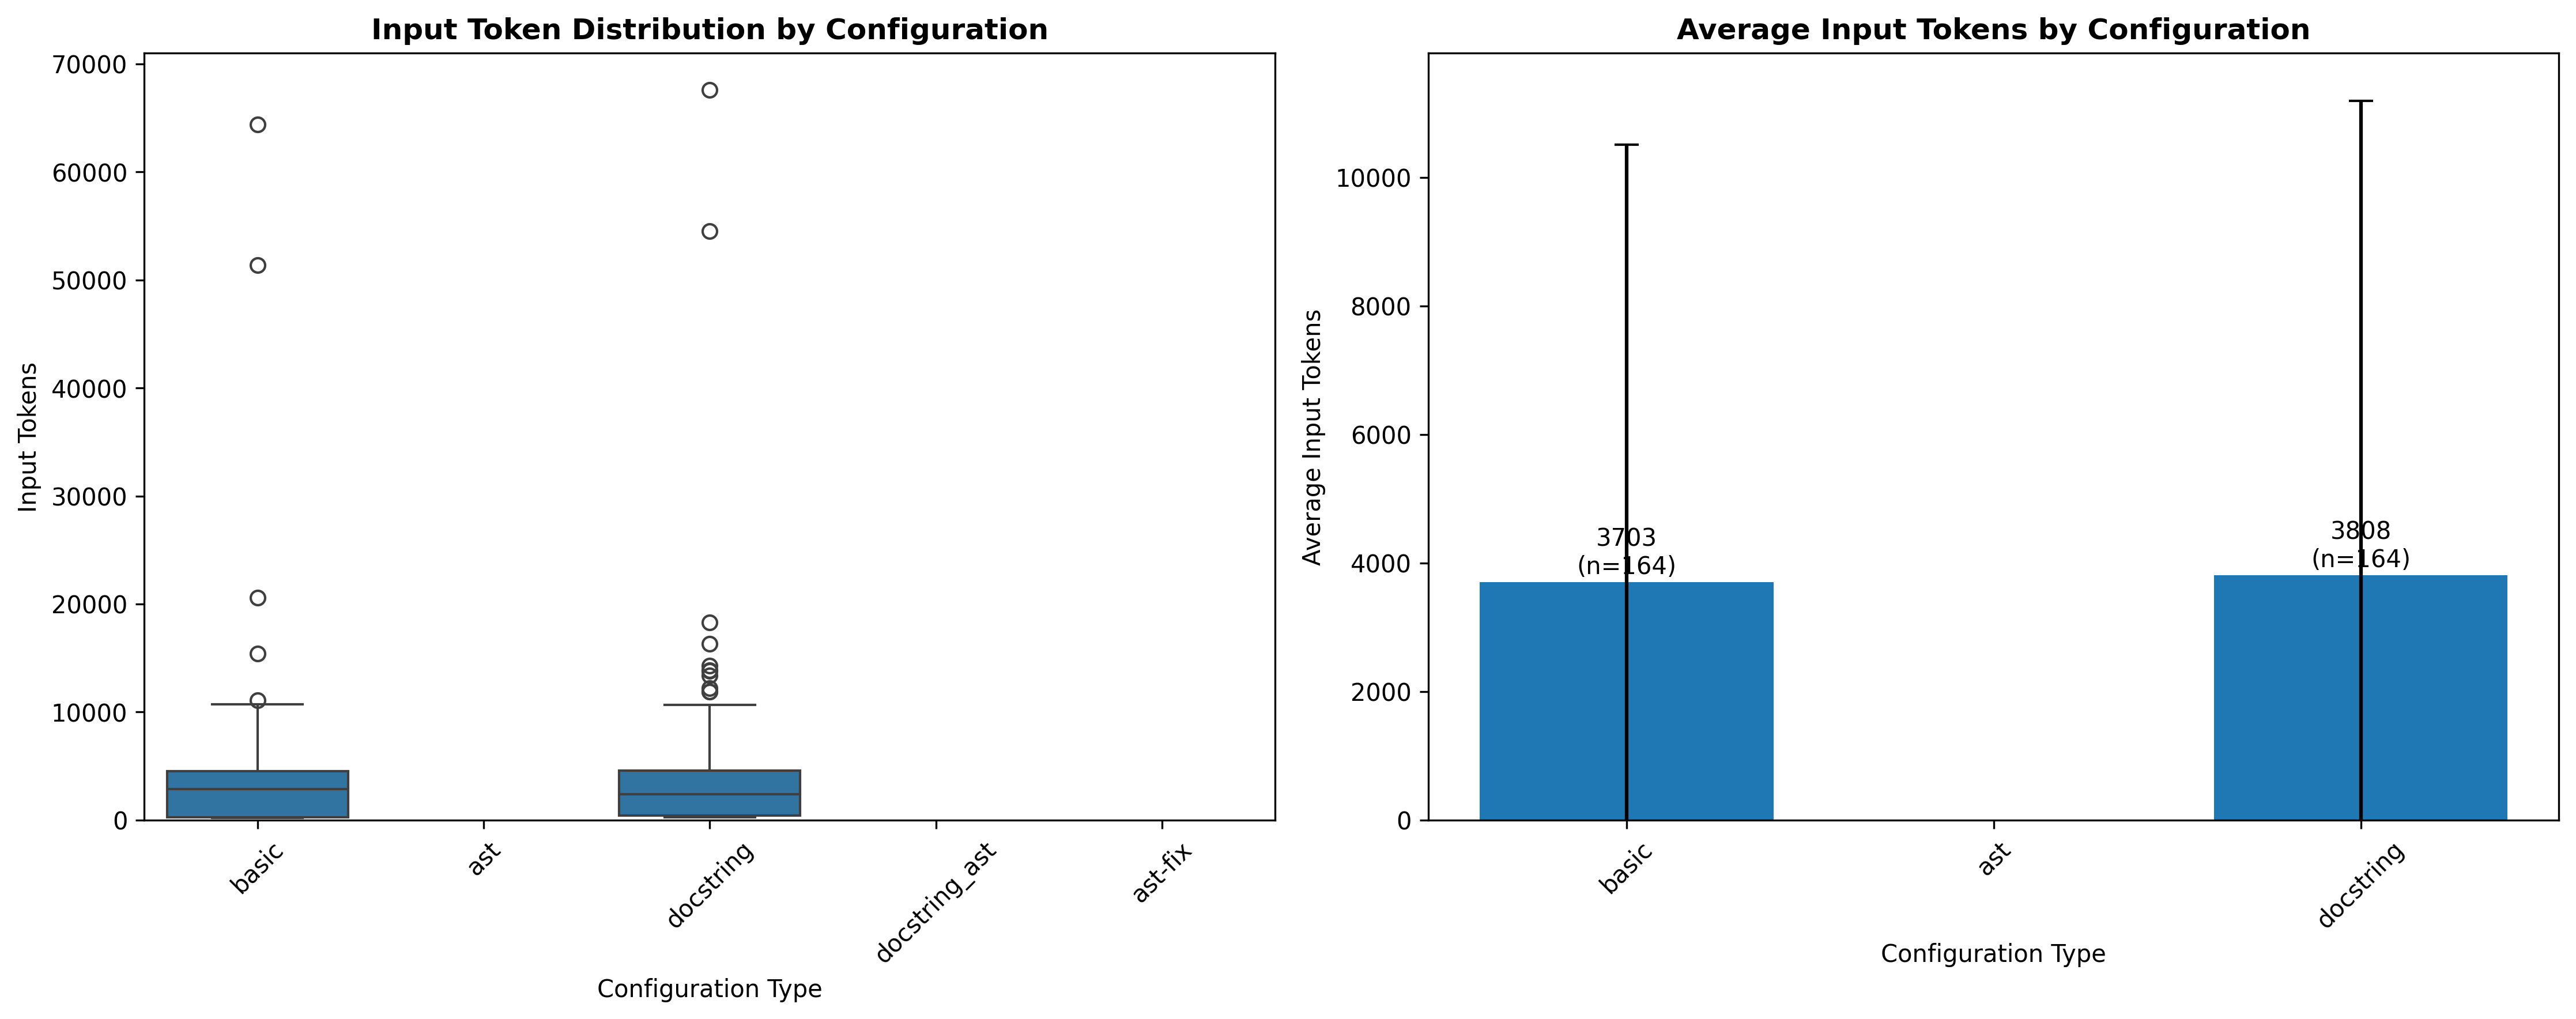 Input Token Distribution by Configuration
Input Tokens
70000
60000
50000
40000
30000
20000
10000
0
basic
ast
docstring
docstring_ast
ast-fix
Configuration Type
Average Input Tokens by Configuration
Average Input Tokens
10000
8000
6000
4000
2000
0
3703
(n=164)
3808
(n=164)
basic
ast
docstring
Configuration Type